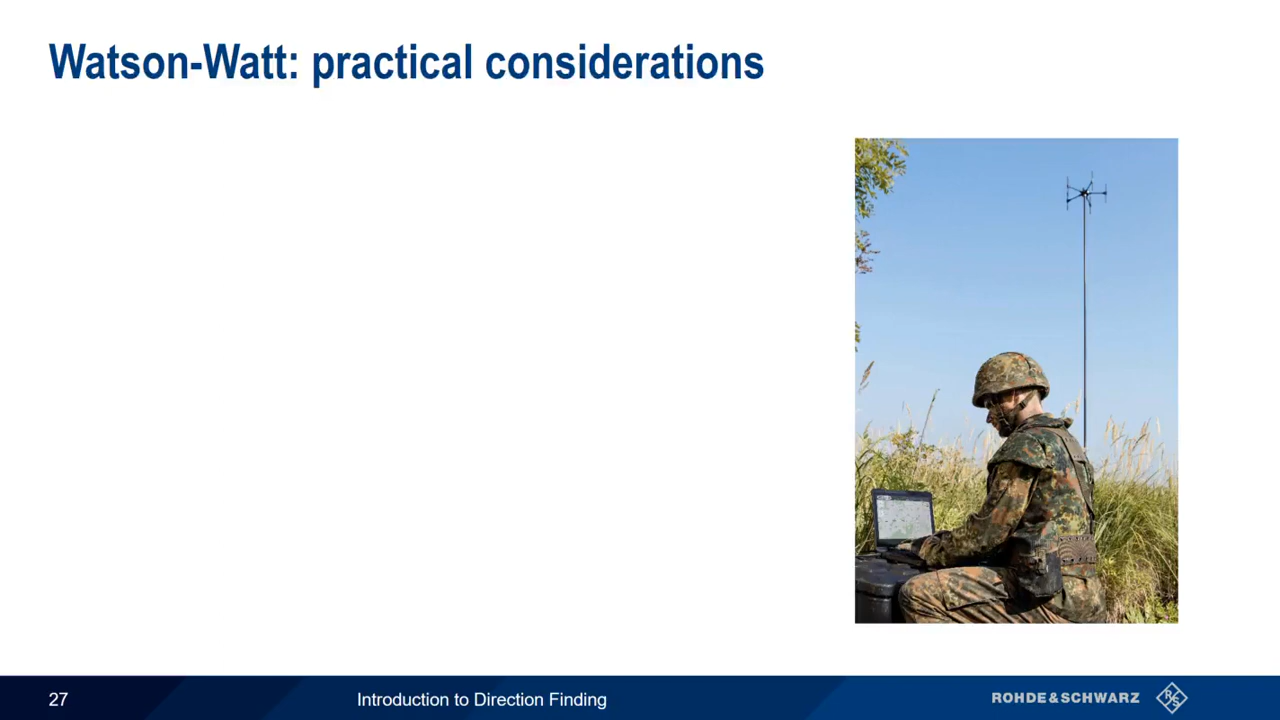 Watson-Watt: practical considerations
27
Introduction to Direction Finding
ROHDE & SCHWARZ
R
S